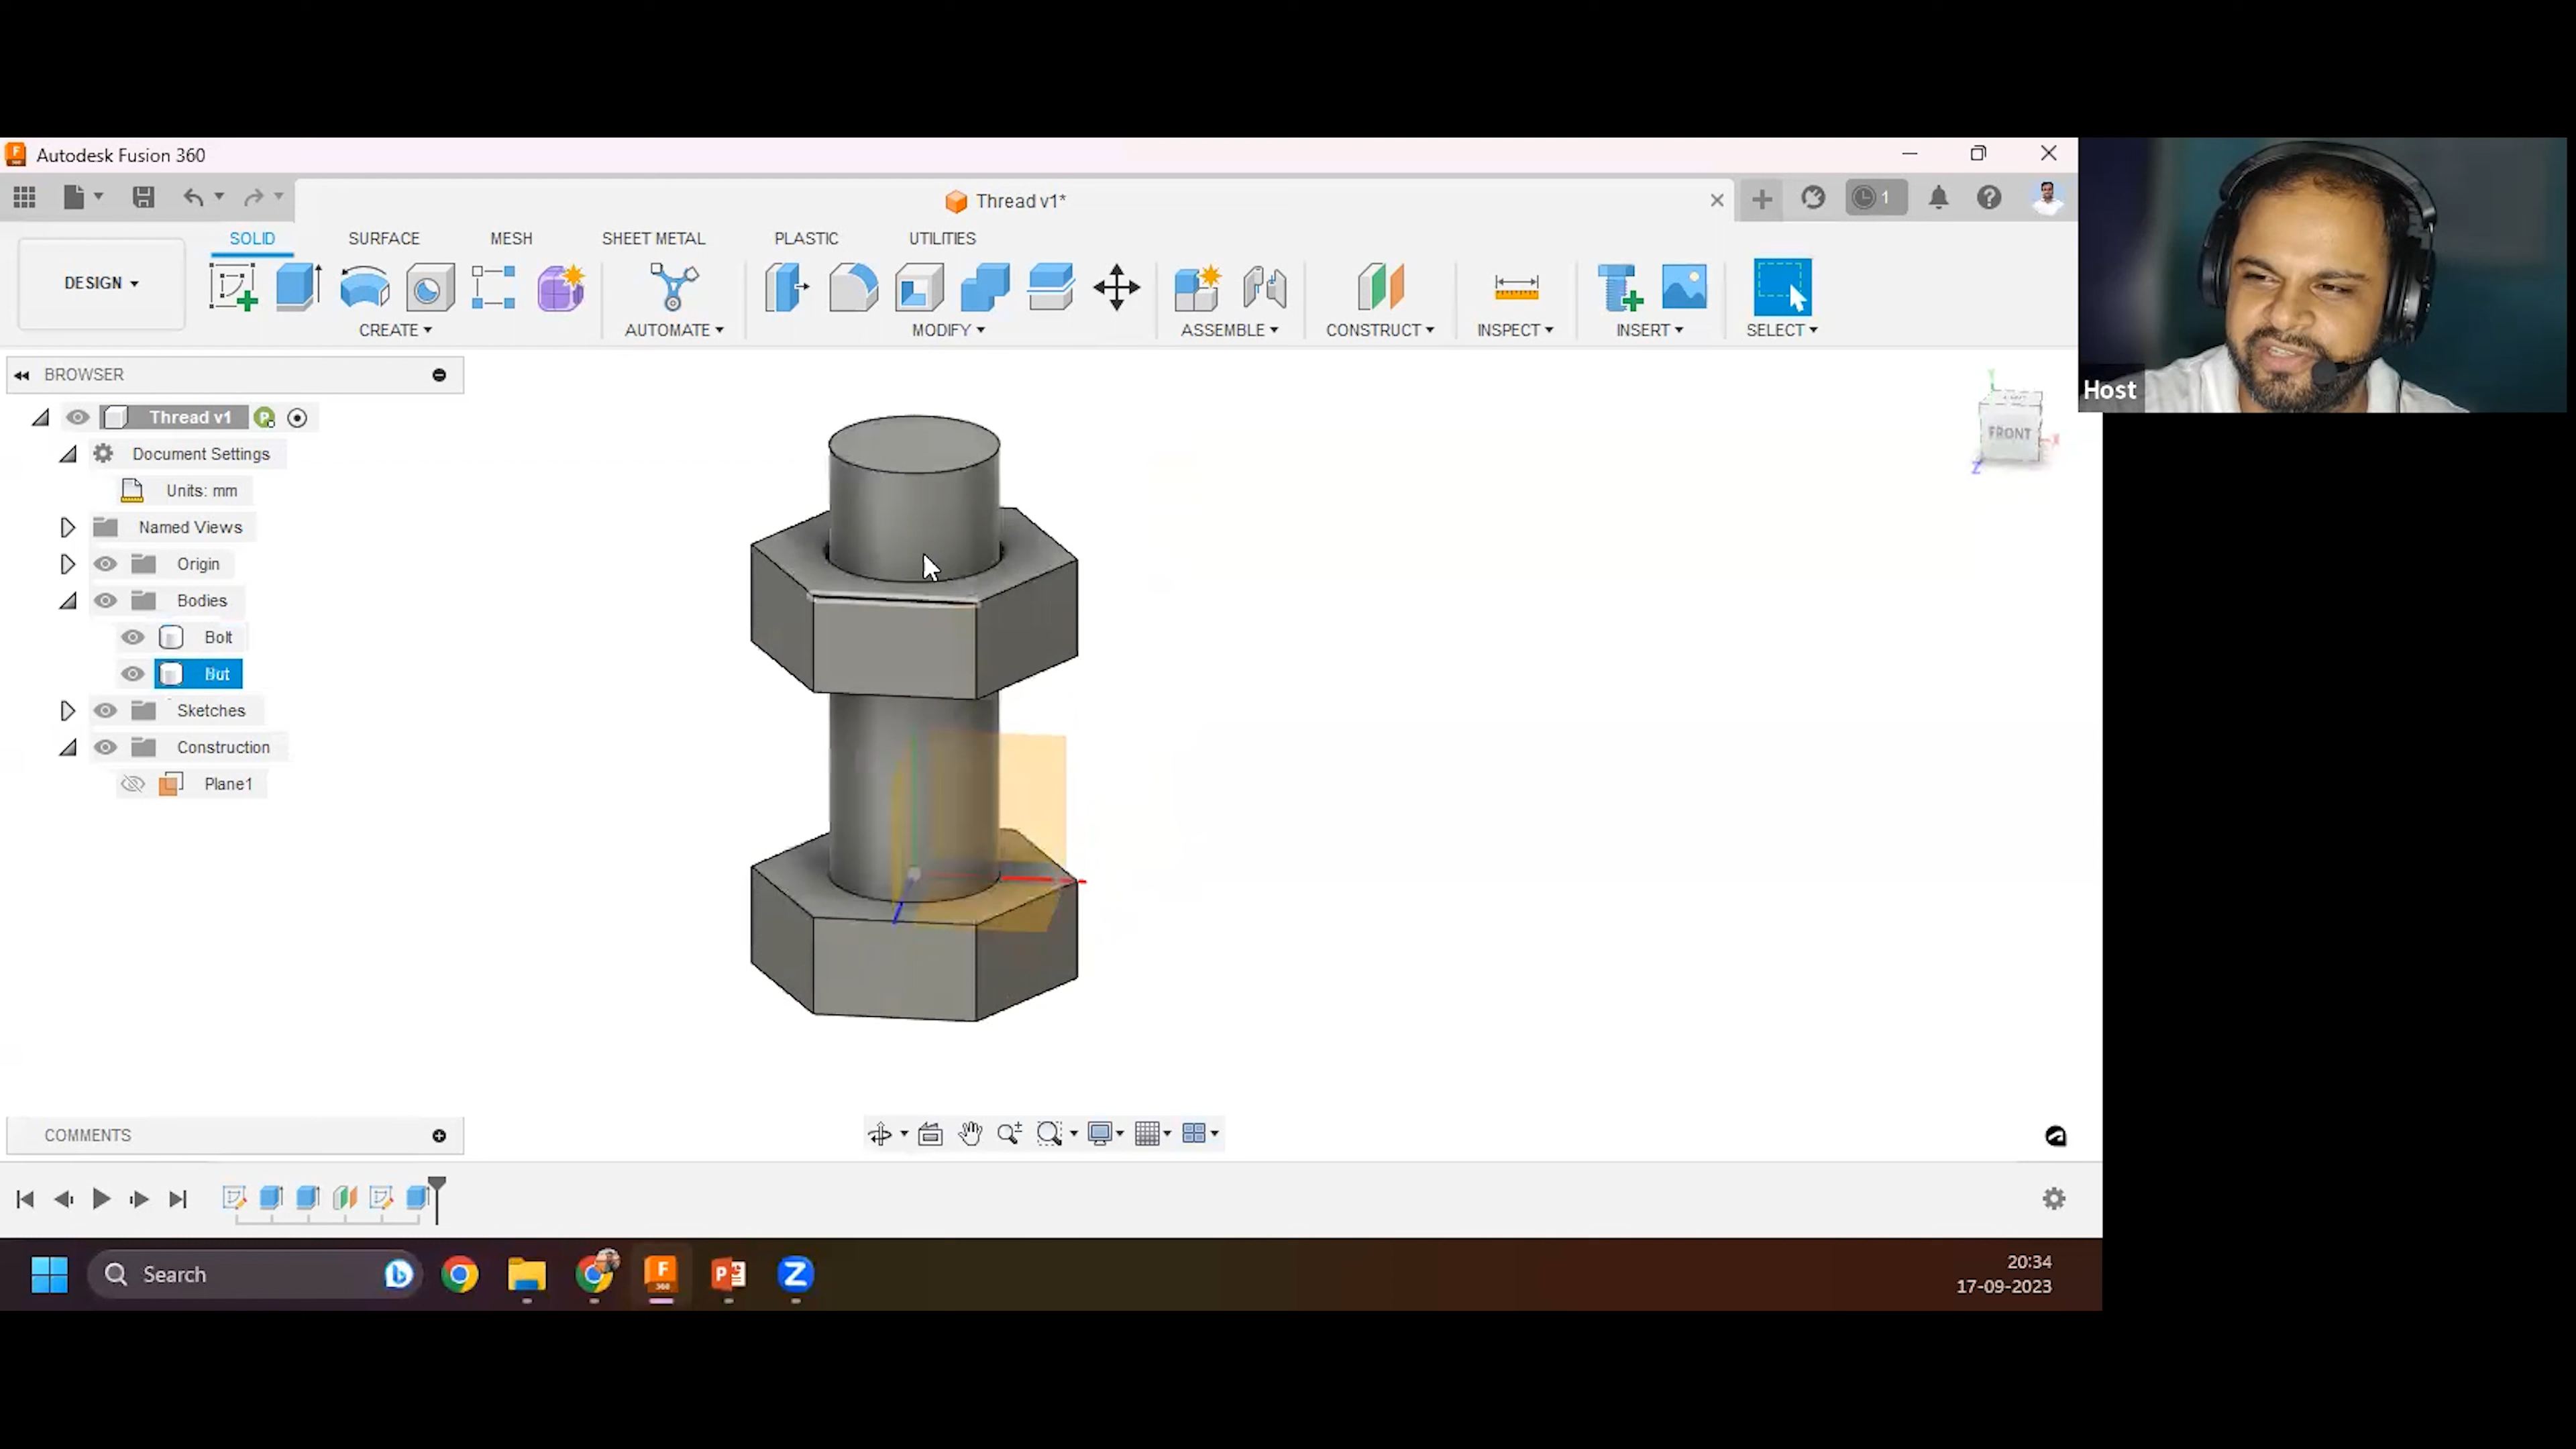 Autodesk Fusion 360
Thread v1*
1
DESIGN
SOLID SURFACE MESH SHEET METAL PLASTIC UTILITIES
CREATE AUTOMATE MODIFY ASSEMBLE CONSTRUCT INSPECT INSERT SELECT
Host
BROWSER
Thread v1
Document Settings
Units: mm
Named Views
Origin
Bodies
Bolt
Nut
Sketches
Construction
Plane1
FRONT
Z
COMMENTS
Search
20:34
17-09-2023